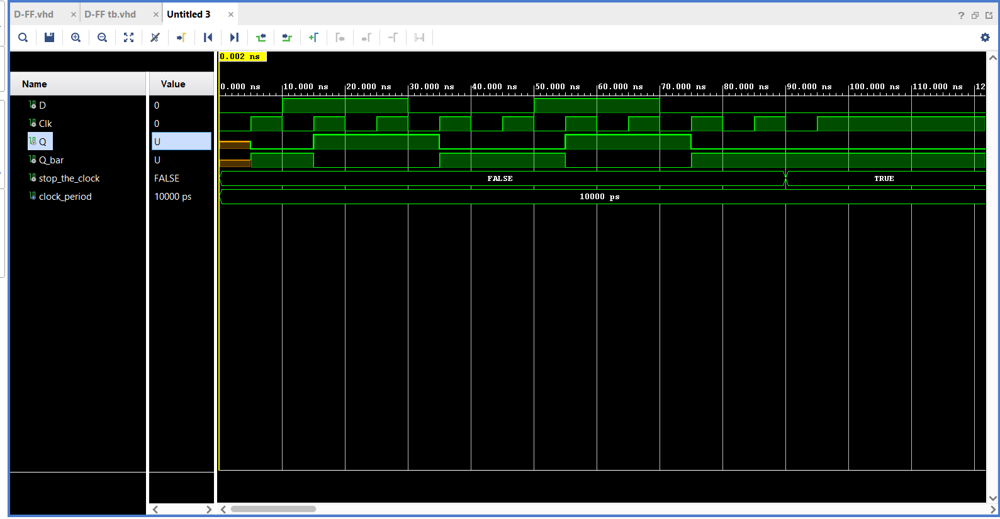 D-FF.vhd × D-FF tb.vhd × Untitled 3 × ?
0.002 ns
Name Value
0.000 ns 10.000 ns 20.000 ns 30.000 ns 40.000 ns 50.000 ns 60.000 ns 70.000 ns 80.000 ns 90.000 ns 100.000 ns 110.000 ns 12
D 0
Clk 0
Q U
Q_bar U
stop_the_clock FALSE FALSE TRUE
clock_period 10000 ps 10000 ps